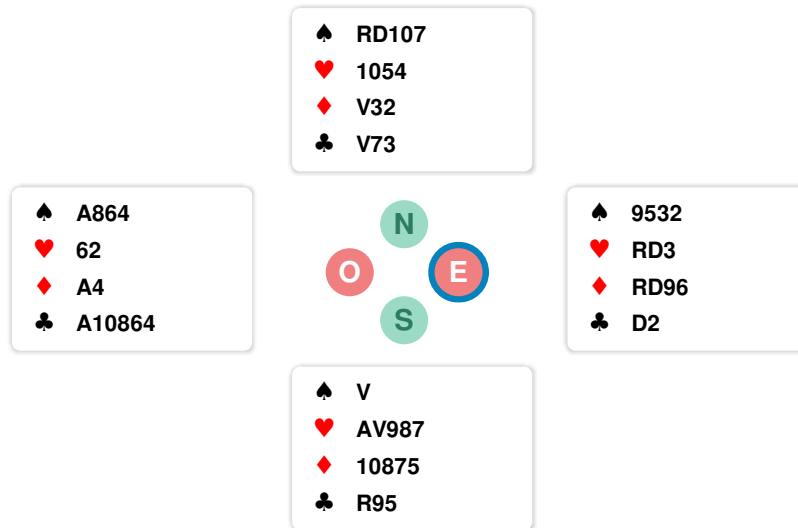 ♠ RD107
♥ 1054
♦ V32
♣ V73
♠ A864
♥ 62
♦ A4
♣ A10864
N
O
E
S
♠ 9532
♥ RD3
♦ RD96
♣ D2
♠ V
♥ AV987
♦ 10875
♣ R95